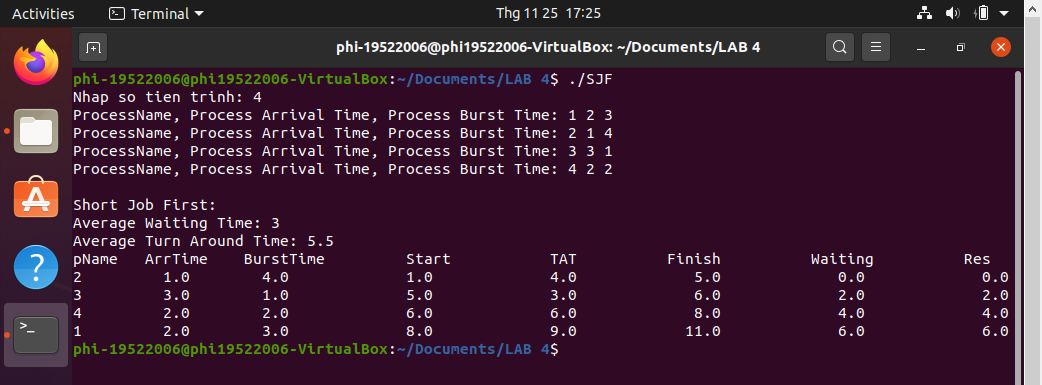 Activities Terminal Thg 11 25 17:25
phi-19522006@phi19522006-VirtualBox: ~/Documents/LAB 4
phi-19522006@phi19522006-VirtualBox:~/Documents/LAB 4$ ./SJF
Nhap so tien trinh: 4
ProcessName, Process Arrival Time, Process Burst Time: 1 2 3
ProcessName, Process Arrival Time, Process Burst Time: 2 1 4
ProcessName, Process Arrival Time, Process Burst Time: 3 3 1
ProcessName, Process Arrival Time, Process Burst Time: 4 2 2
Short Job First:
Average Waiting Time: 3
Average Turn Around Time: 5.5
pName ArrTime BurstTime Start TAT Finish Waiting Res
2 1.0 4.0 1.0 4.0 5.0 0.0 0.0
3 3.0 1.0 5.0 3.0 6.0 2.0 2.0
4 2.0 2.0 6.0 6.0 8.0 4.0 4.0
1 2.0 3.0 8.0 9.0 11.0 6.0 6.0
phi-19522006@phi19522006-VirtualBox:~/Documents/LAB 4$